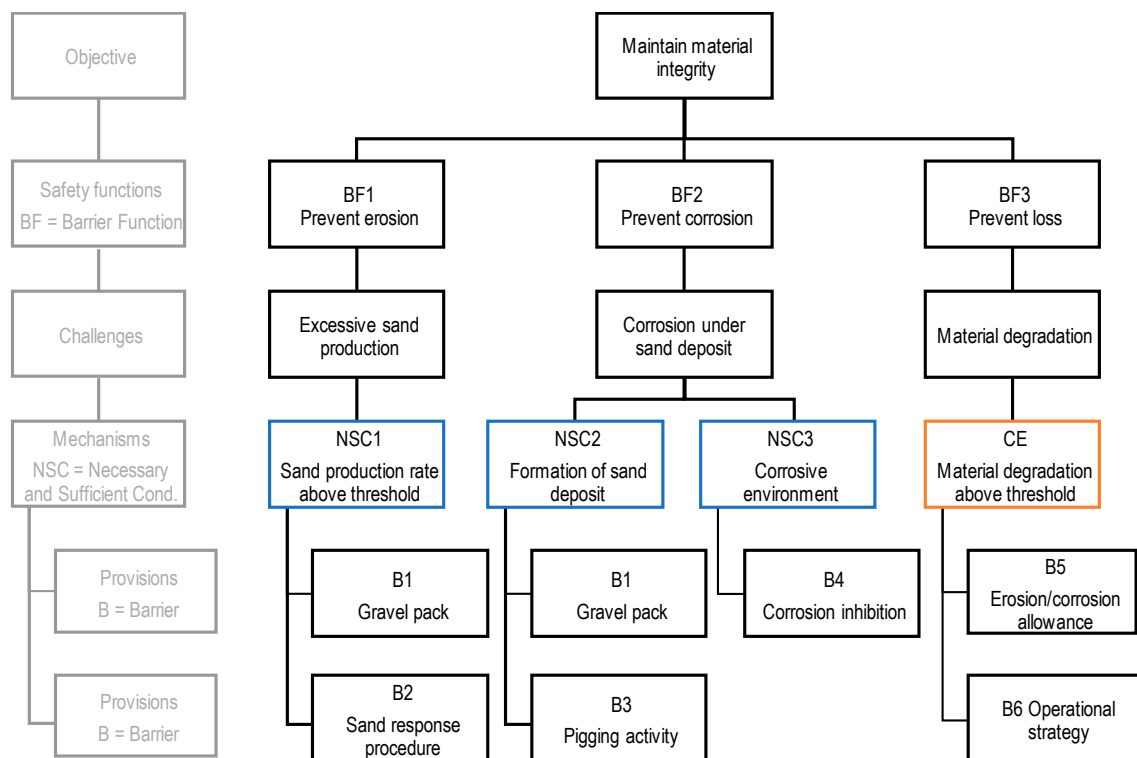 Objective
Maintain material
integrity
Safety functions
BF = Barrier Function
BF1
Prevent erosion
BF2
Prevent corrosion
BF3
Prevent loss
Challenges
Excessive sand
production
Corrosion under
sand deposit
Material degradation
Mechanisms
NSC = Necessary
and Sufficient Cond.
NSC1
Sand production rate
above threshold
NSC2
Formation of sand
deposit
NSC3
Corrosive
environment
CE
Material degradation
above threshold
Provisions
B = Barrier
B1
Gravel pack
B1
Gravel pack
B4
Corrosion inhibition
B5
Erosion/corrosion
allowance
Provisions
B = Barrier
B2
Sand response
procedure
B3
Pigging activity
B6 Operational
strategy